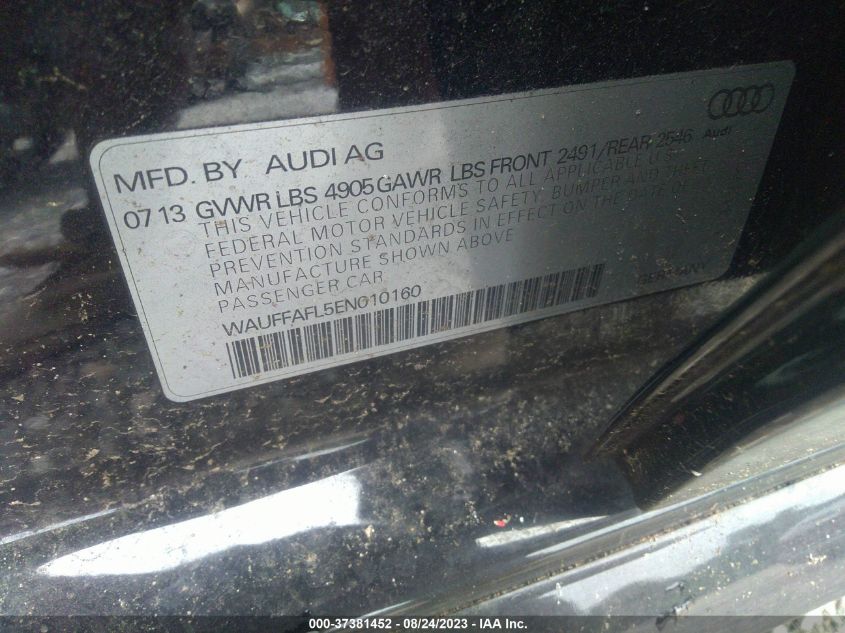 MFD. BY AUDI AG
07 13 GVWR LBS 4905 GAWR LBS FRONT 2491/REAR 2546
Audi
THIS VEHICLE CONFORMS TO ALL APPLICABLE U.S.
FEDERAL MOTOR VEHICLE SAFETY, BUMPER AND THEFT
PREVENTION STANDARDS IN EFFECT ON THE DATE OF
MANUFACTURE SHOWN ABOVE.
PASSENGER CAR.
WAUFFAFL5EN010160
GERMANY
000-37381452 - 08/24/2023 - IAA Inc.